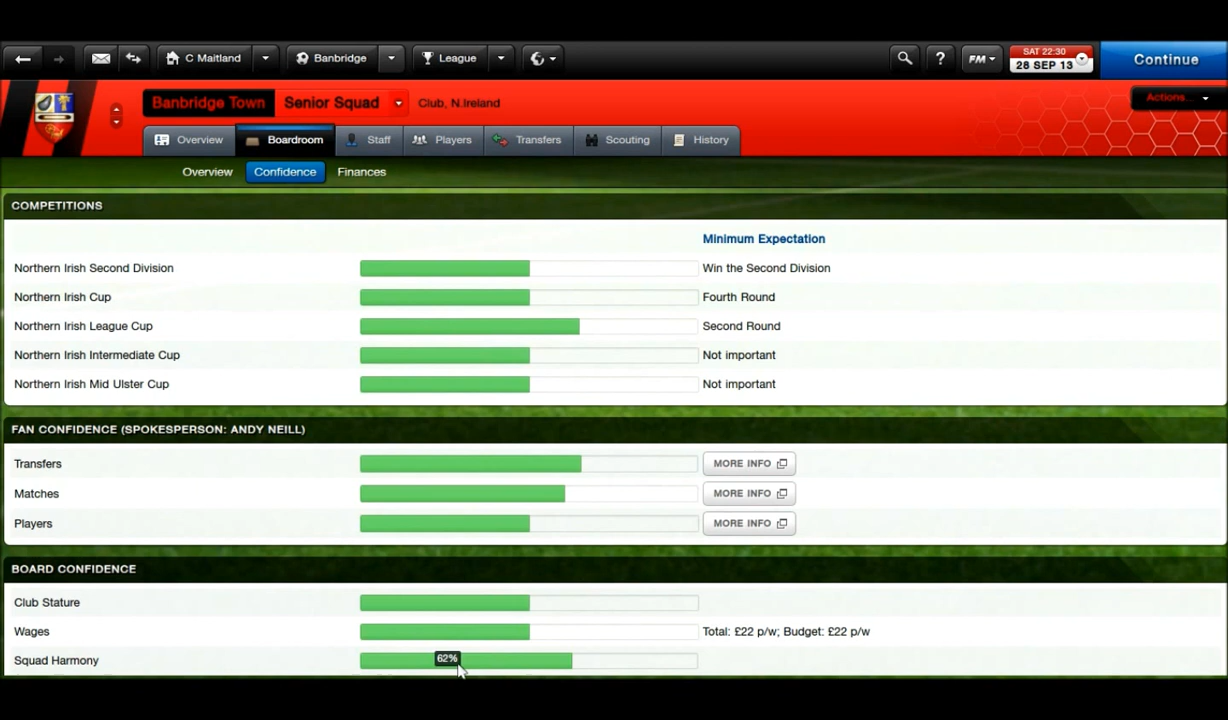 C Maitland Banbridge League ? FM SAT 22:30 28 SEP 13 Continue
Banbridge Town Senior Squad Club, N.Ireland Actions...
Overview Boardroom Staff Players Transfers Scouting History
Overview Confidence Finances
COMPETITIONS
Minimum Expectation
Northern Irish Second Division Win the Second Division
Northern Irish Cup Fourth Round
Northern Irish League Cup Second Round
Northern Irish Intermediate Cup Not important
Northern Irish Mid Ulster Cup Not important
FAN CONFIDENCE (SPOKESPERSON: ANDY NEILL)
Transfers MORE INFO
Matches MORE INFO
Players MORE INFO
BOARD CONFIDENCE
Club Stature
Wages Total: £22 p/w; Budget: £22 p/w
Squad Harmony 62%